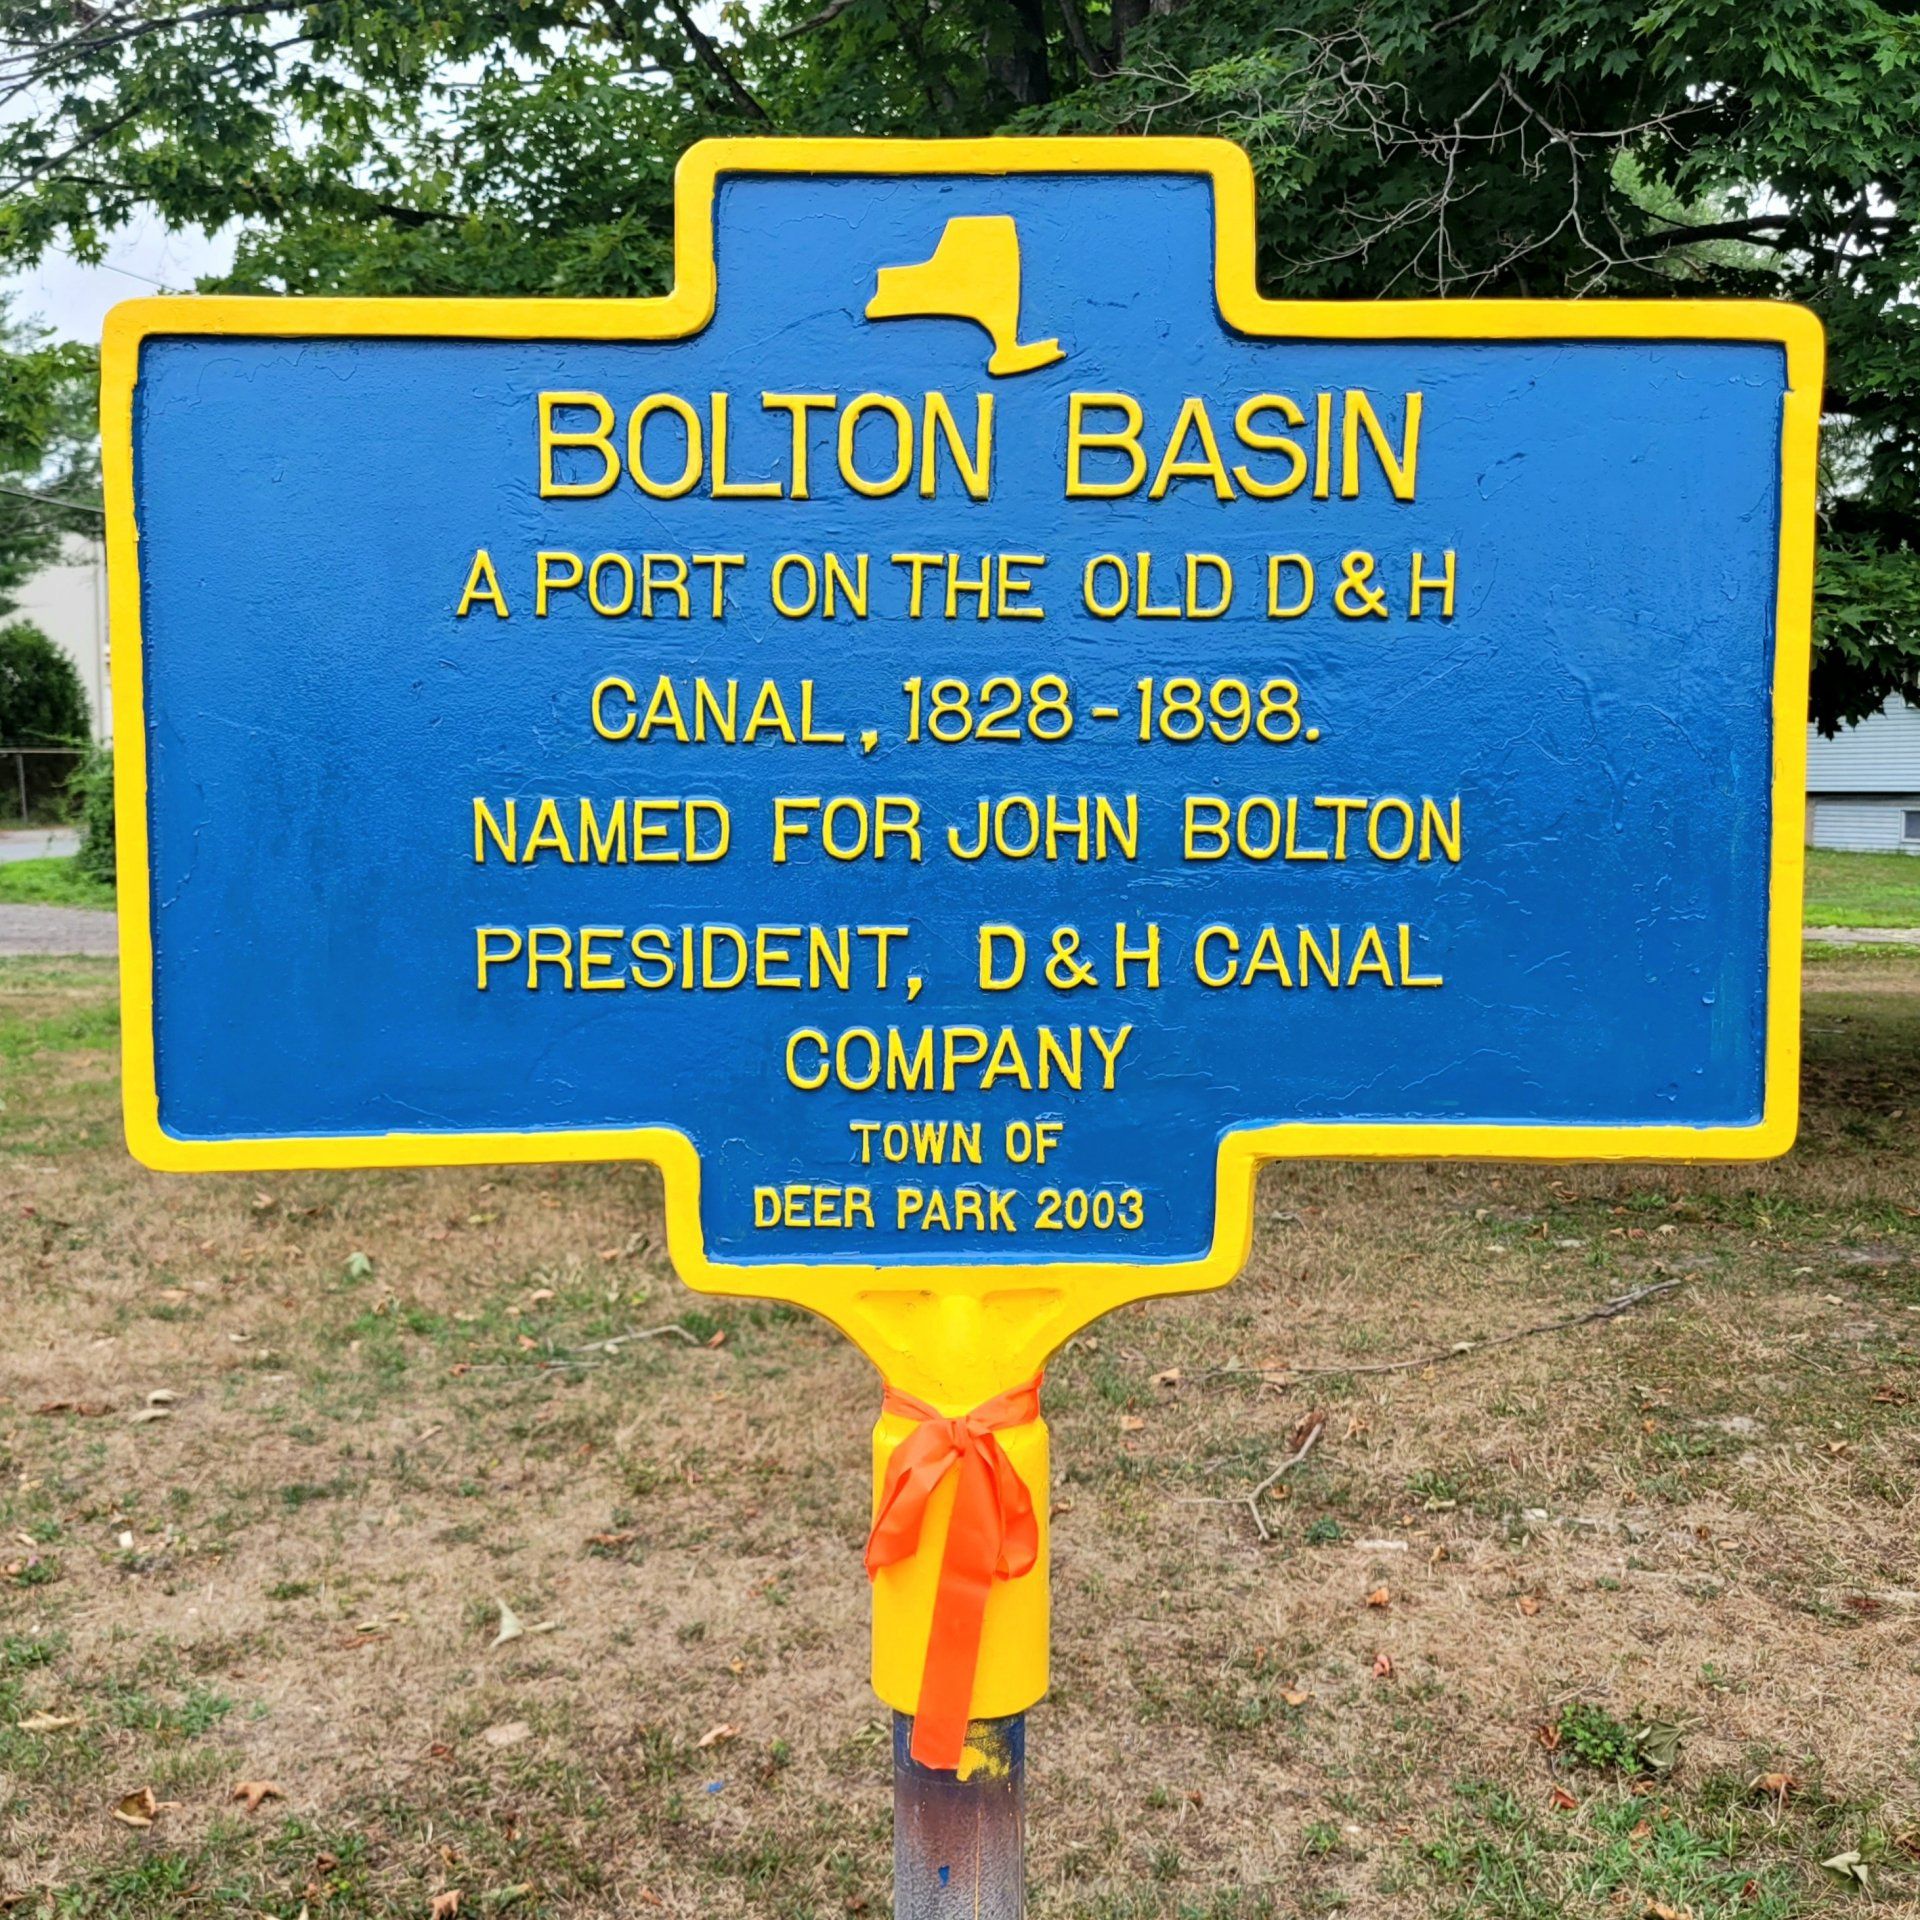 BOLTON BASIN
A PORT ON THE OLD D & H
CANAL, 1828 - 1898.
NAMED FOR JOHN BOLTON
PRESIDENT, D & H CANAL
COMPANY
TOWN OF
DEER PARK 2003